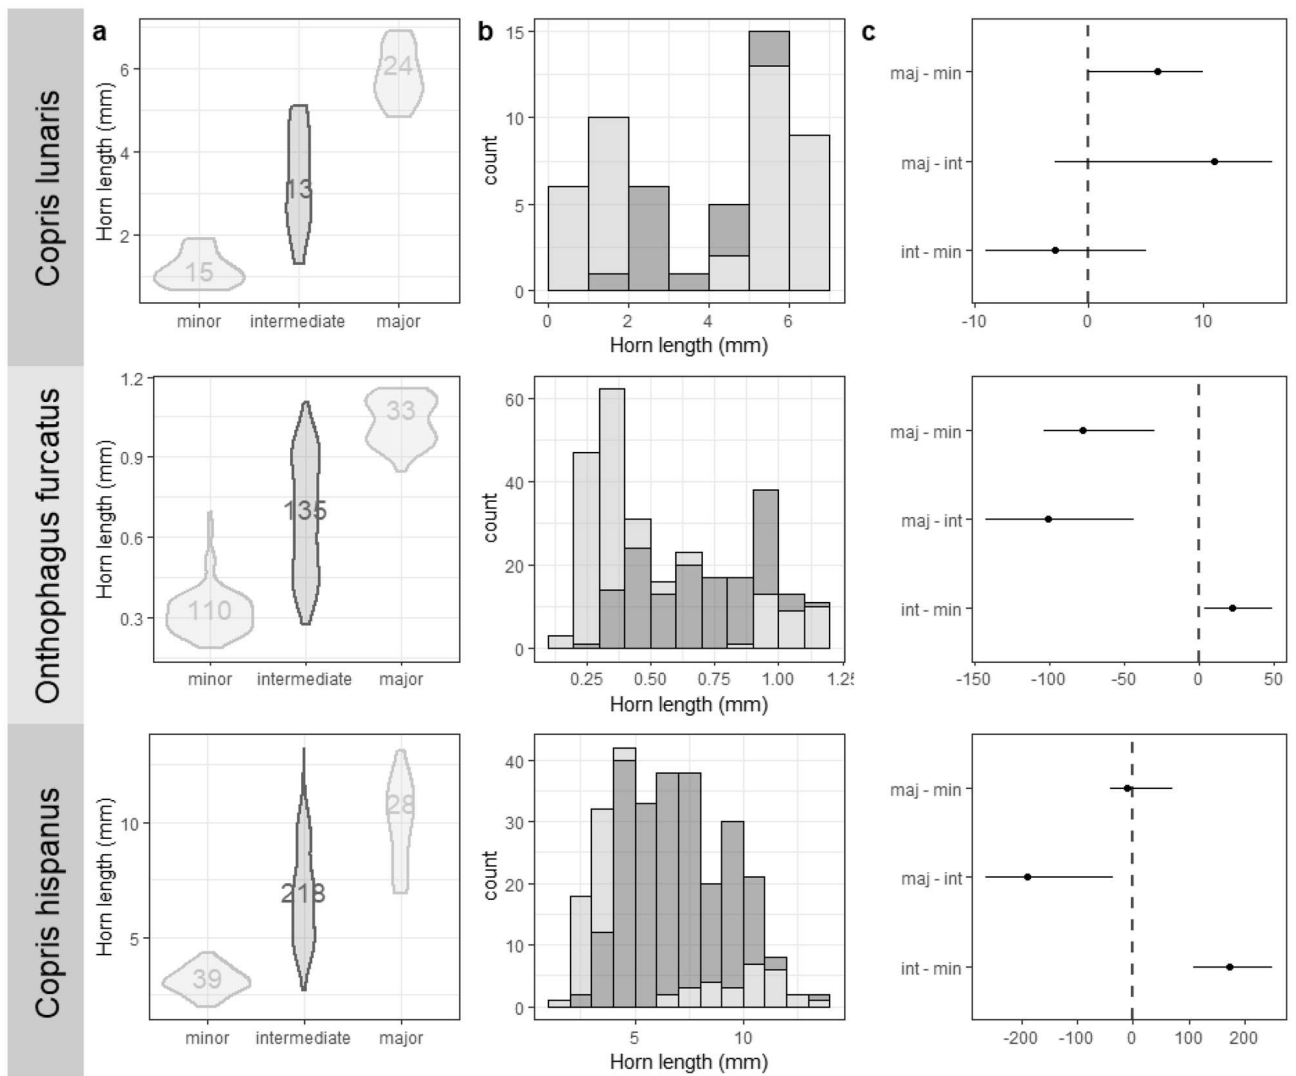 a
b
c
Copris lunaris
Horn length (mm)
6
4
2
24
13
15
minor intermediate major
count
15
10
5
0
0 2 4 6
Horn length (mm)
maj - min
maj - int
int - min
-10 0 10
Onthophagus furcatus
Horn length (mm)
1.2
0.9
0.6
0.3
33
135
110
minor intermediate major
count
60
40
20
0
0.25 0.50 0.75 1.00 1.25
Horn length (mm)
maj - min
maj - int
int - min
-150 -100 -50 0 50
Copris hispanus
Horn length (mm)
10
5
28
218
39
minor intermediate major
count
40
30
20
10
0
5 10
Horn length (mm)
maj - min
maj - int
int - min
-200 -100 0 100 200